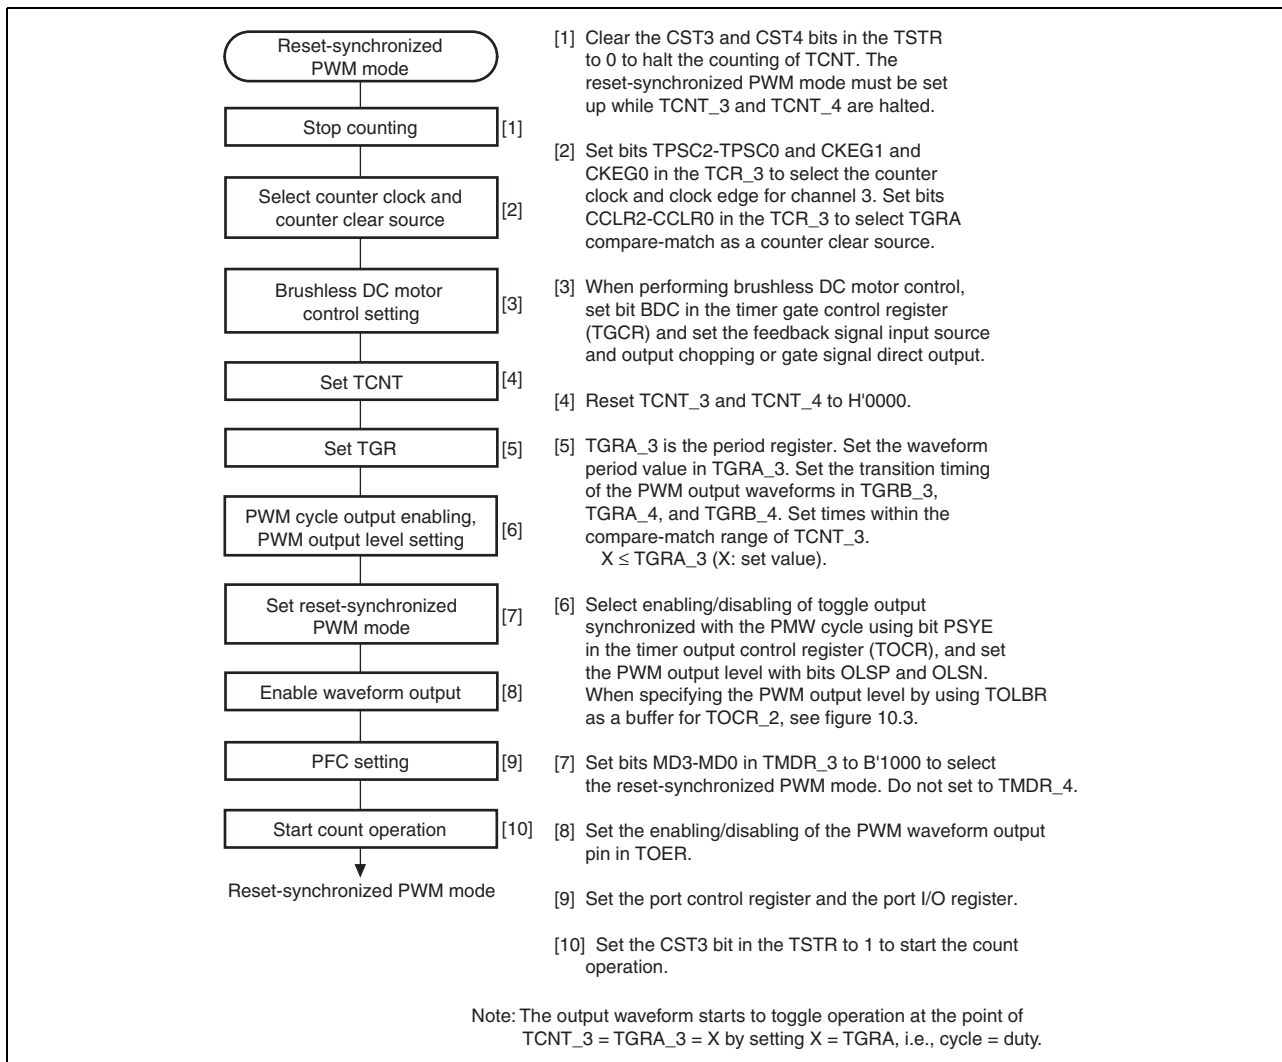 Reset-synchronized
PWM mode
Stop counting
[1]
Select counter clock and
counter clear source
[2]
Brushless DC motor
control setting
[3]
Set TCNT
[4]
Set TGR
[5]
PWM cycle output enabling,
PWM output level setting
[6]
Set reset-synchronized
PWM mode
[7]
Enable waveform output
[8]
PFC setting
[9]
Start count operation
[10]
Reset-synchronized PWM mode
[1] Clear the CST3 and CST4 bits in the TSTR
to 0 to halt the counting of TCNT. The
reset-synchronized PWM mode must be set
up while TCNT_3 and TCNT_4 are halted.
[2] Set bits TPSC2-TPSC0 and CKEG1 and
CKEG0 in the TCR_3 to select the counter
clock and clock edge for channel 3. Set bits
CCLR2-CCLR0 in the TCR_3 to select TGRA
compare-match as a counter clear source.
[3] When performing brushless DC motor control,
set bit BDC in the timer gate control register
(TGCR) and set the feedback signal input source
and output chopping or gate signal direct output.
[4] Reset TCNT_3 and TCNT_4 to H'0000.
[5] TGRA_3 is the period register. Set the waveform
period value in TGRA_3. Set the transition timing
of the PWM output waveforms in TGRB_3,
TGRA_4, and TGRB_4. Set times within the
compare-match range of TCNT_3.
X ≤ TGRA_3 (X: set value).
[6] Select enabling/disabling of toggle output
synchronized with the PMW cycle using bit PSYE
in the timer output control register (TOCR), and set
the PWM output level with bits OLSP and OLSN.
When specifying the PWM output level by using TOLBR
as a buffer for TOCR_2, see figure 10.3.
[7] Set bits MD3-MD0 in TMDR_3 to B'1000 to select
the reset-synchronized PWM mode. Do not set to TMDR_4.
[8] Set the enabling/disabling of the PWM waveform output
pin in TOER.
[9] Set the port control register and the port I/O register.
[10] Set the CST3 bit in the TSTR to 1 to start the count
operation.
Note: The output waveform starts to toggle operation at the point of
TCNT_3 = TGRA_3 = X by setting X = TGRA, i.e., cycle = duty.